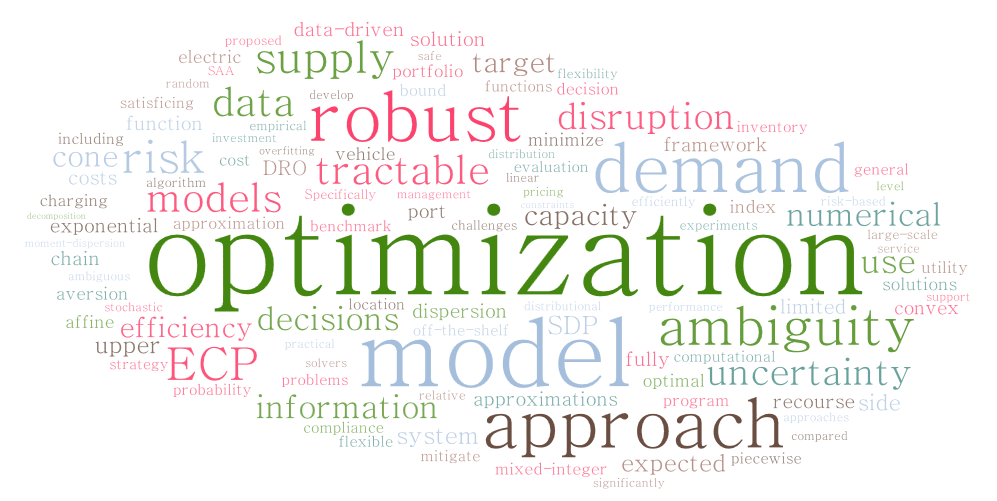 data-driven
proposed
solution
electric
supply
safe
target
SAA
portfolio
flexibility
random
data
develop
bound
functions
decision
satisficing
robust
disruption
function
empirical
inventory
including
investment
minimize
framework
cone
risk
overfitting
vehicle
distribution
cost
DRO
tractable
evaluation
demand
general
costs
algorithm
linear
level
charging
models
Specifically
management
pricing
efficiently
risk-based
decomposition
port
constraints
index
exponential
approximation
benchmark
challenges
capacity
experiments
numerical
moment-dispersion
optimization
large-scale
service
chain
use
utility
ambiguous
solutions
aversion
support
stochastic
location
dispersion
distributional
performance
limited
convex
affine
efficiency
decisions
off-the-shelf
SDP
ambiguity
upper
practical
model
strategy
ECP
solvers
fully
computational
problems
optimal
uncertainty
probability
relative
approximations
program
recourse
side
information
approach
approaches
compliance
flexible
system
compared
mitigate
mixed-integer
expected
piecewise
significantly